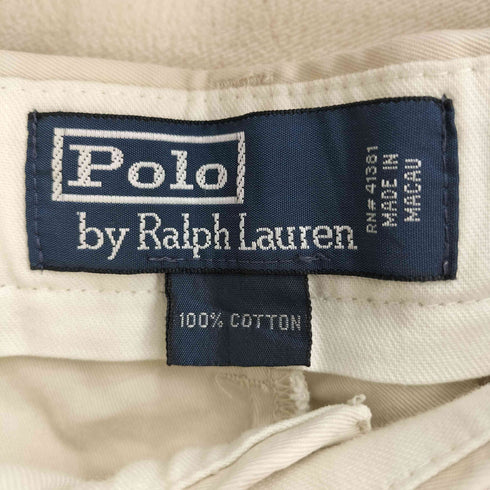 Polo
by Ralph Lauren
RN# 41381
MADE IN
MACAU
100% COTTON